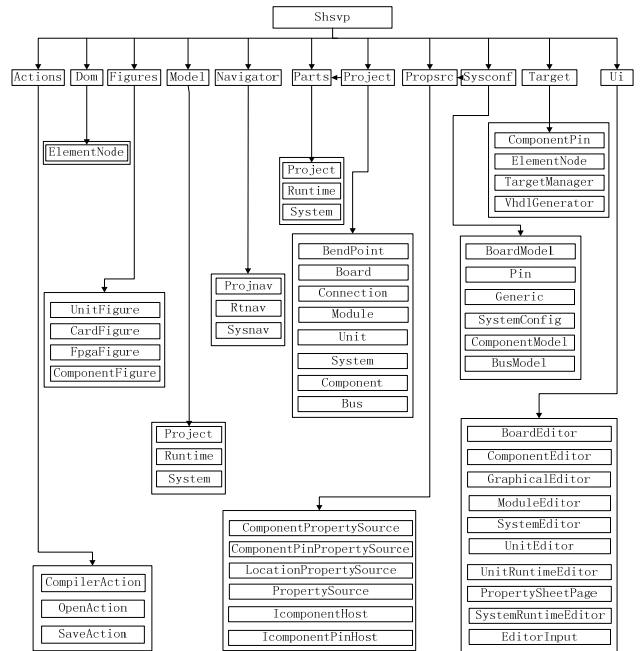 Shsvp
Actions Dom Figures Model Navigator Parts Project Propsrc Sysconf Target Ui
ElementNode
ComponentPin
ElementNode
TargetManager
VhdlGenerator
Project
Runtime
System
BendPoint
Board
Connection
Module
Unit
System
Component
Bus
BoardModel
Pin
Generic
SystemConfig
ComponentModel
BusModel
Projnav
Rtnav
Sysnav
UnitFigure
CardFigure
FpgaFigure
ComponentFigure
Project
Runtime
System
BoardEditor
ComponentEditor
GraphicalEditor
ModuleEditor
SystemEditor
UnitEditor
UnitRuntimeEditor
PropertySheetPage
SystemRuntimeEditor
EditorInput
ComponentPropertySource
ComponentPinPropertySource
LocationPropertySource
PropertySource
IcomponentHost
IcomponentPinHost
CompilerAction
OpenAction
SaveAction